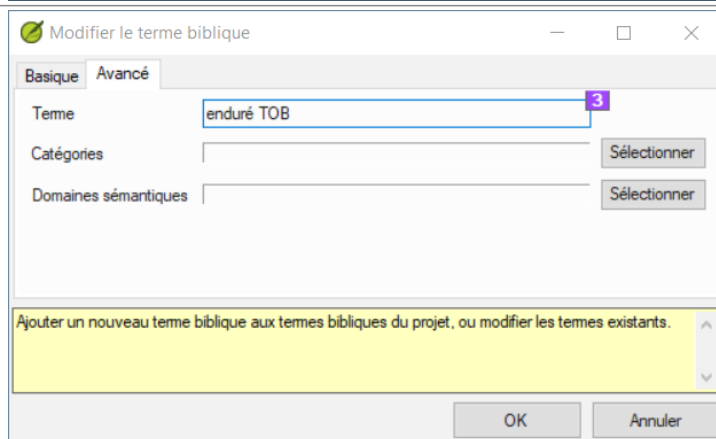 Modifier le terme biblique
Basique Avancé
Terme enduré TOB 3
Catégories Sélectionner
Domaines sémantiques Sélectionner
Ajouter un nouveau terme biblique aux termes bibliques du projet, ou modifier les termes existants.
OK Annuler